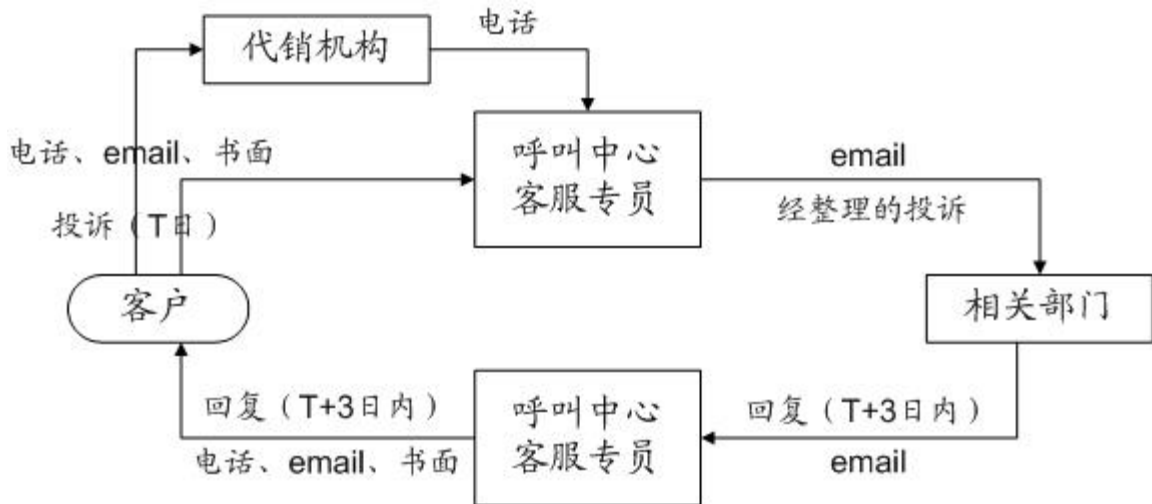 电话
代销机构
呼叫中心
客服专员
电话、email、书面
email
经整理的投诉
投诉（T日）
客户
相关部门
回复（T+3日内）
电话、email、书面
呼叫中心
客服专员
回复（T+3日内）
email